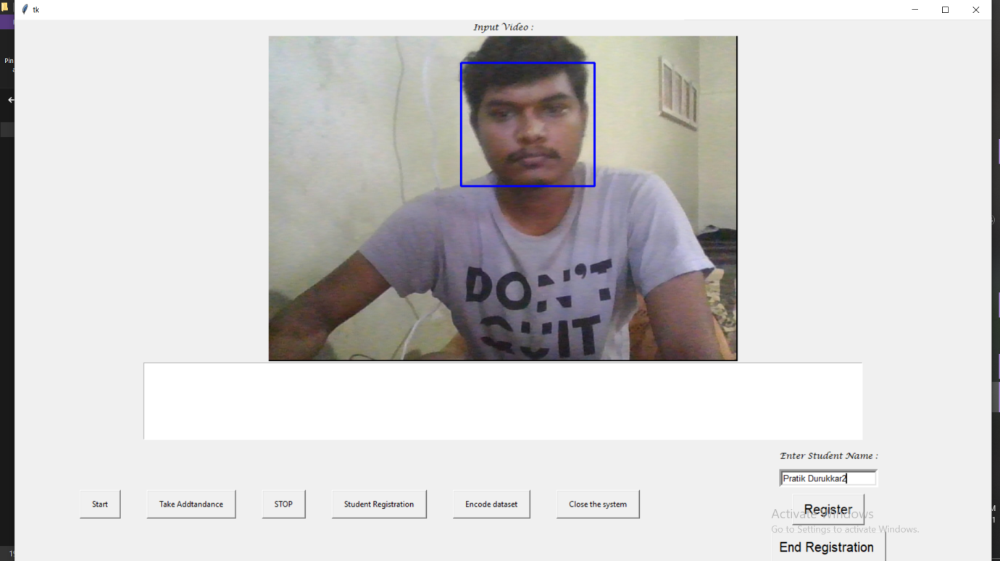 tk
Input Video :
Pin
a
DON'T
QUIT
Enter Student Name :
Pratik Durukkar2
Start
Take Addtandance
STOP
Student Registration
Encode dataset
Close the system
Register
Activate Windows
Go to Settings to activate Windows.
End Registration